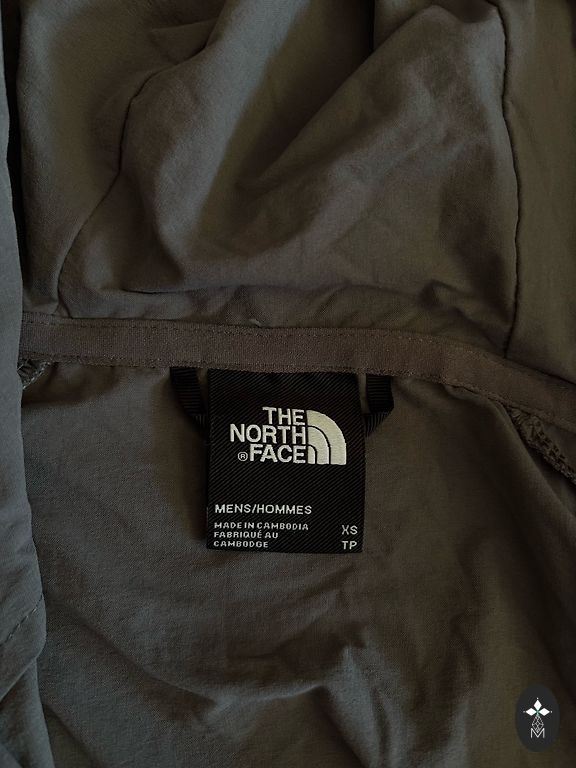 THE
NORTH
®FACE
MENS/HOMMES
MADE IN CAMBODIA XS
FABRIQUÉ AU
CAMBODGE TP
M